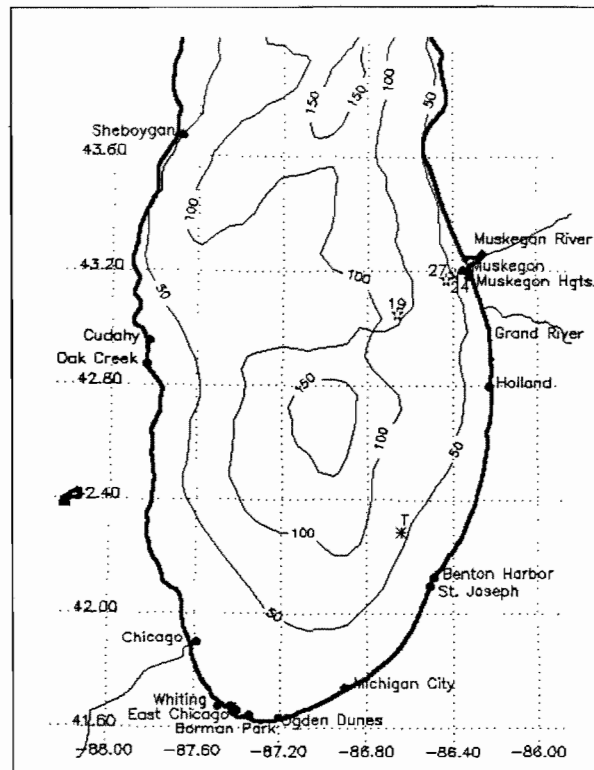 150
150
100
50
Sheboygan
43.60
100
Muskegon River
43.20
27
Muskegon
24
Muskegon Hgts.
100
50
19
Grand River
Cudahy
Oak Creek
42.80
150
Holland
100
50
42.40
T
100
Benton Harbor
St. Joseph
42.00
50
Chicago
Michigan City
Whiting
East Chicago
Ogden Dunes
Borman Park
41.60
-88.00
-87.60
-87.20
-86.80
-86.40
-86.00